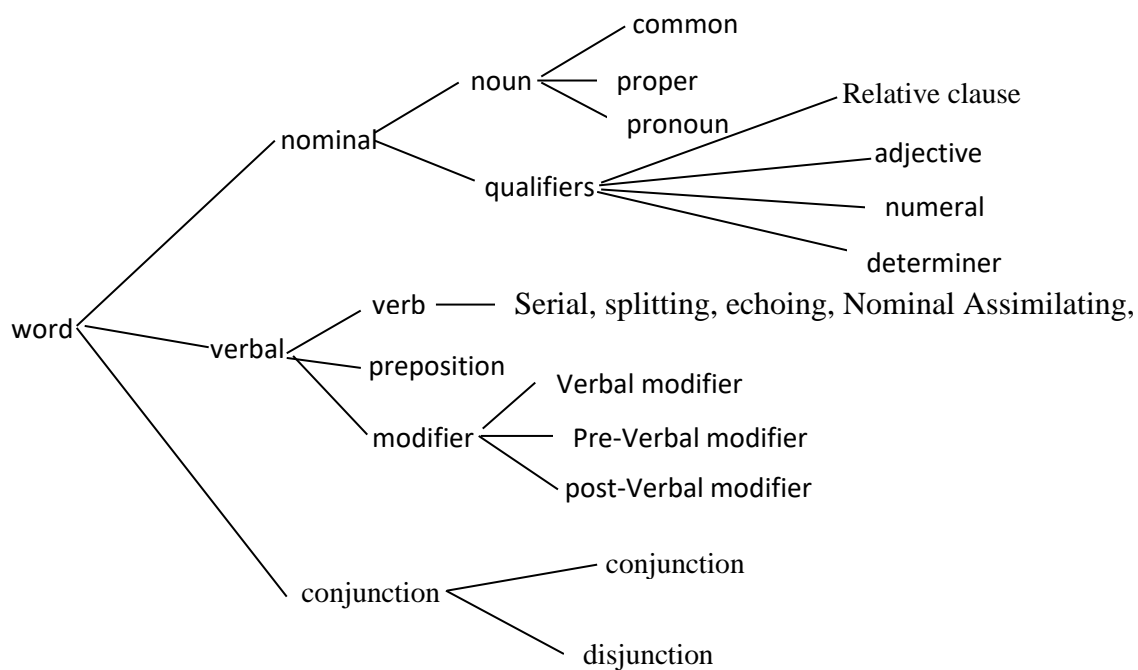 common
noun
proper
Relative clause
pronoun
nominal
adjective
qualifiers
numeral
determiner
verb
Serial, splitting, echoing, Nominal Assimilating,
word
verbal
preposition
Verbal modifier
modifier
Pre-Verbal modifier
post-Verbal modifier
conjunction
conjunction
disjunction